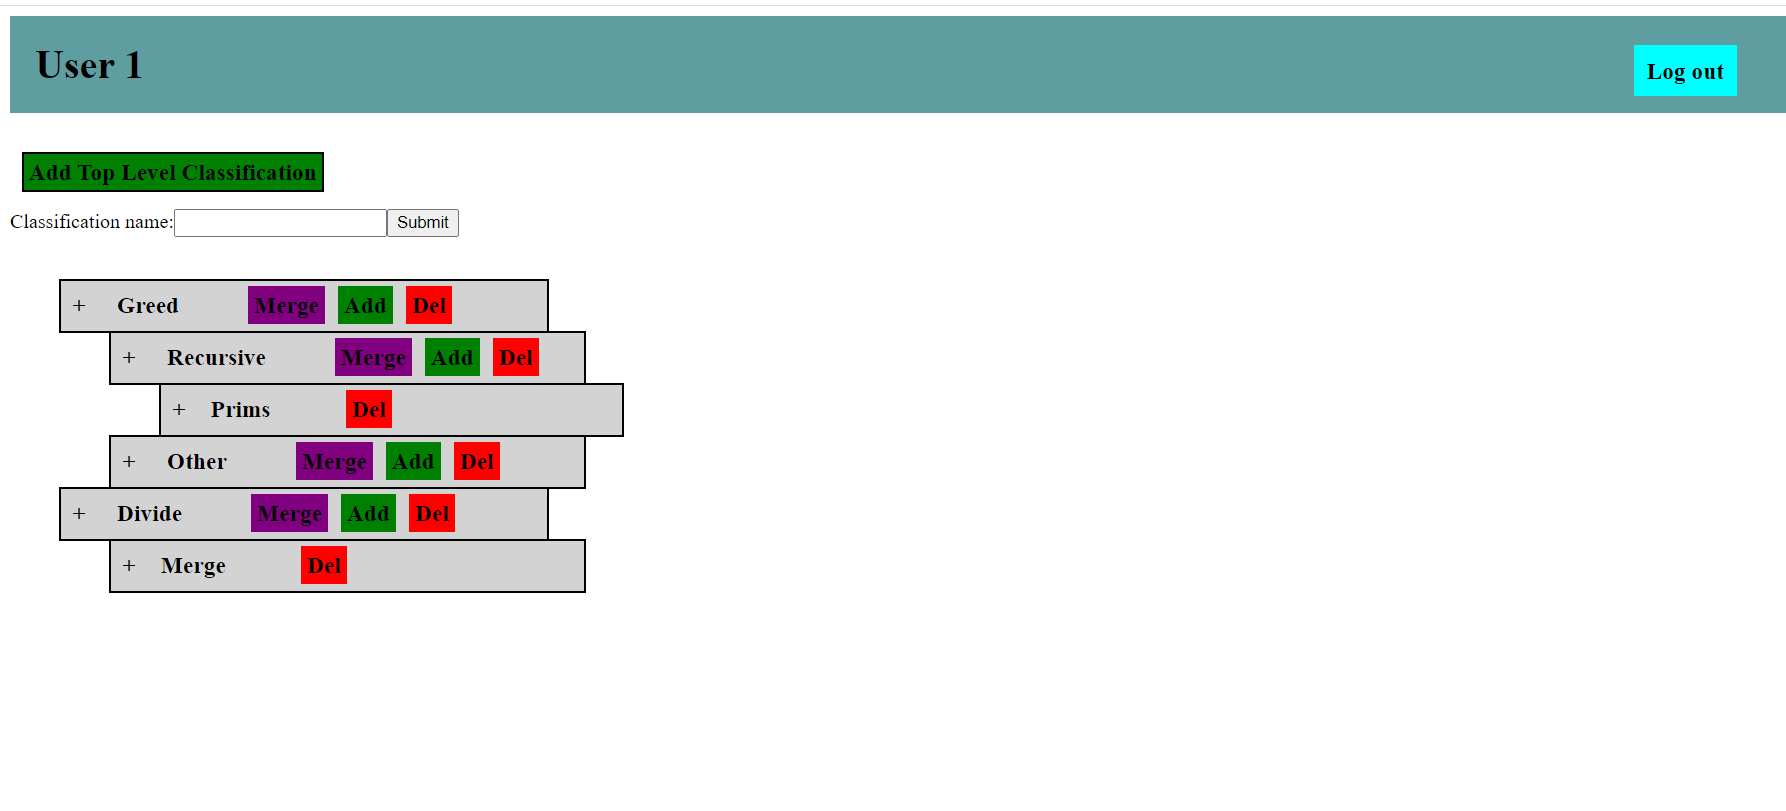 User 1
Log out
Add Top Level Classification
Classification name: Submit
+ Greed Merge Add Del
+ Recursive Merge Add Del
+ Prims Del
+ Other Merge Add Del
+ Divide Merge Add Del
+ Merge Del